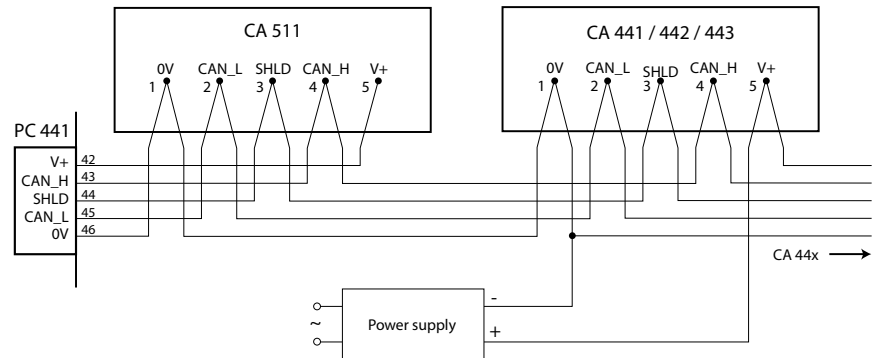 CA 511
0V CAN_L SHLD CAN_H V+
1 2 3 4 5
CA 441 / 442 / 443
0V CAN_L SHLD CAN_H V+
1 2 3 4 5
PC 441
V+ 42
CAN_H 43
SHLD 44
CAN_L 45
0V 46
CA 44x
Power supply
~
-
+